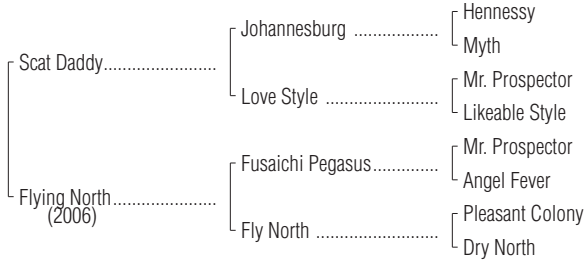 Hennessy
Johannesburg ..................
Myth
Scat Daddy........................
Mr. Prospector
Love Style ........................
Likeable Style
Mr. Prospector
Fusaichi Pegasus..............
Angel Fever
Flying North......................
(2006)
Pleasant Colony
Fly North ..........................
Dry North